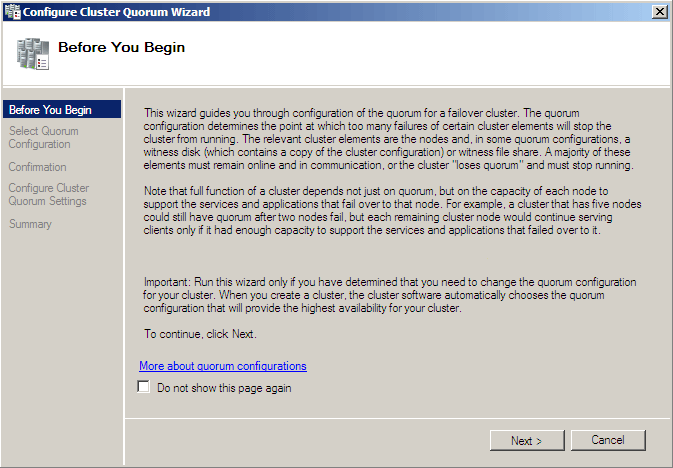 Configure Cluster Quorum Wizard
Before You Begin
Before You Begin
Select Quorum
Configuration
Confirmation
Configure Cluster
Quorum Settings
Summary
This wizard guides you through configuration of the quorum for a failover cluster. The quorum
configuration determines the point at which too many failures of certain cluster elements will stop the
cluster from running. The relevant cluster elements are the nodes and, in some quorum configurations, a
witness disk (which contains a copy of the cluster configuration) or witness file share. A majority of these
elements must remain online and in communication, or the cluster "loses quorum" and must stop running.
Note that full function of a cluster depends not just on quorum, but on the capacity of each node to
support the services and applications that fail over to that node. For example, a cluster that has five nodes
could still have quorum after two nodes fail, but each remaining cluster node would continue serving
clients only if it had enough capacity to support the services and applications that failed over to it.
Important: Run this wizard only if you have determined that you need to change the quorum configuration
for your cluster. When you create a cluster, the cluster software automatically chooses the quorum
configuration that will provide the highest availability for your cluster.
To continue, click Next.
More about quorum configurations
Do not show this page again
Next >
Cancel